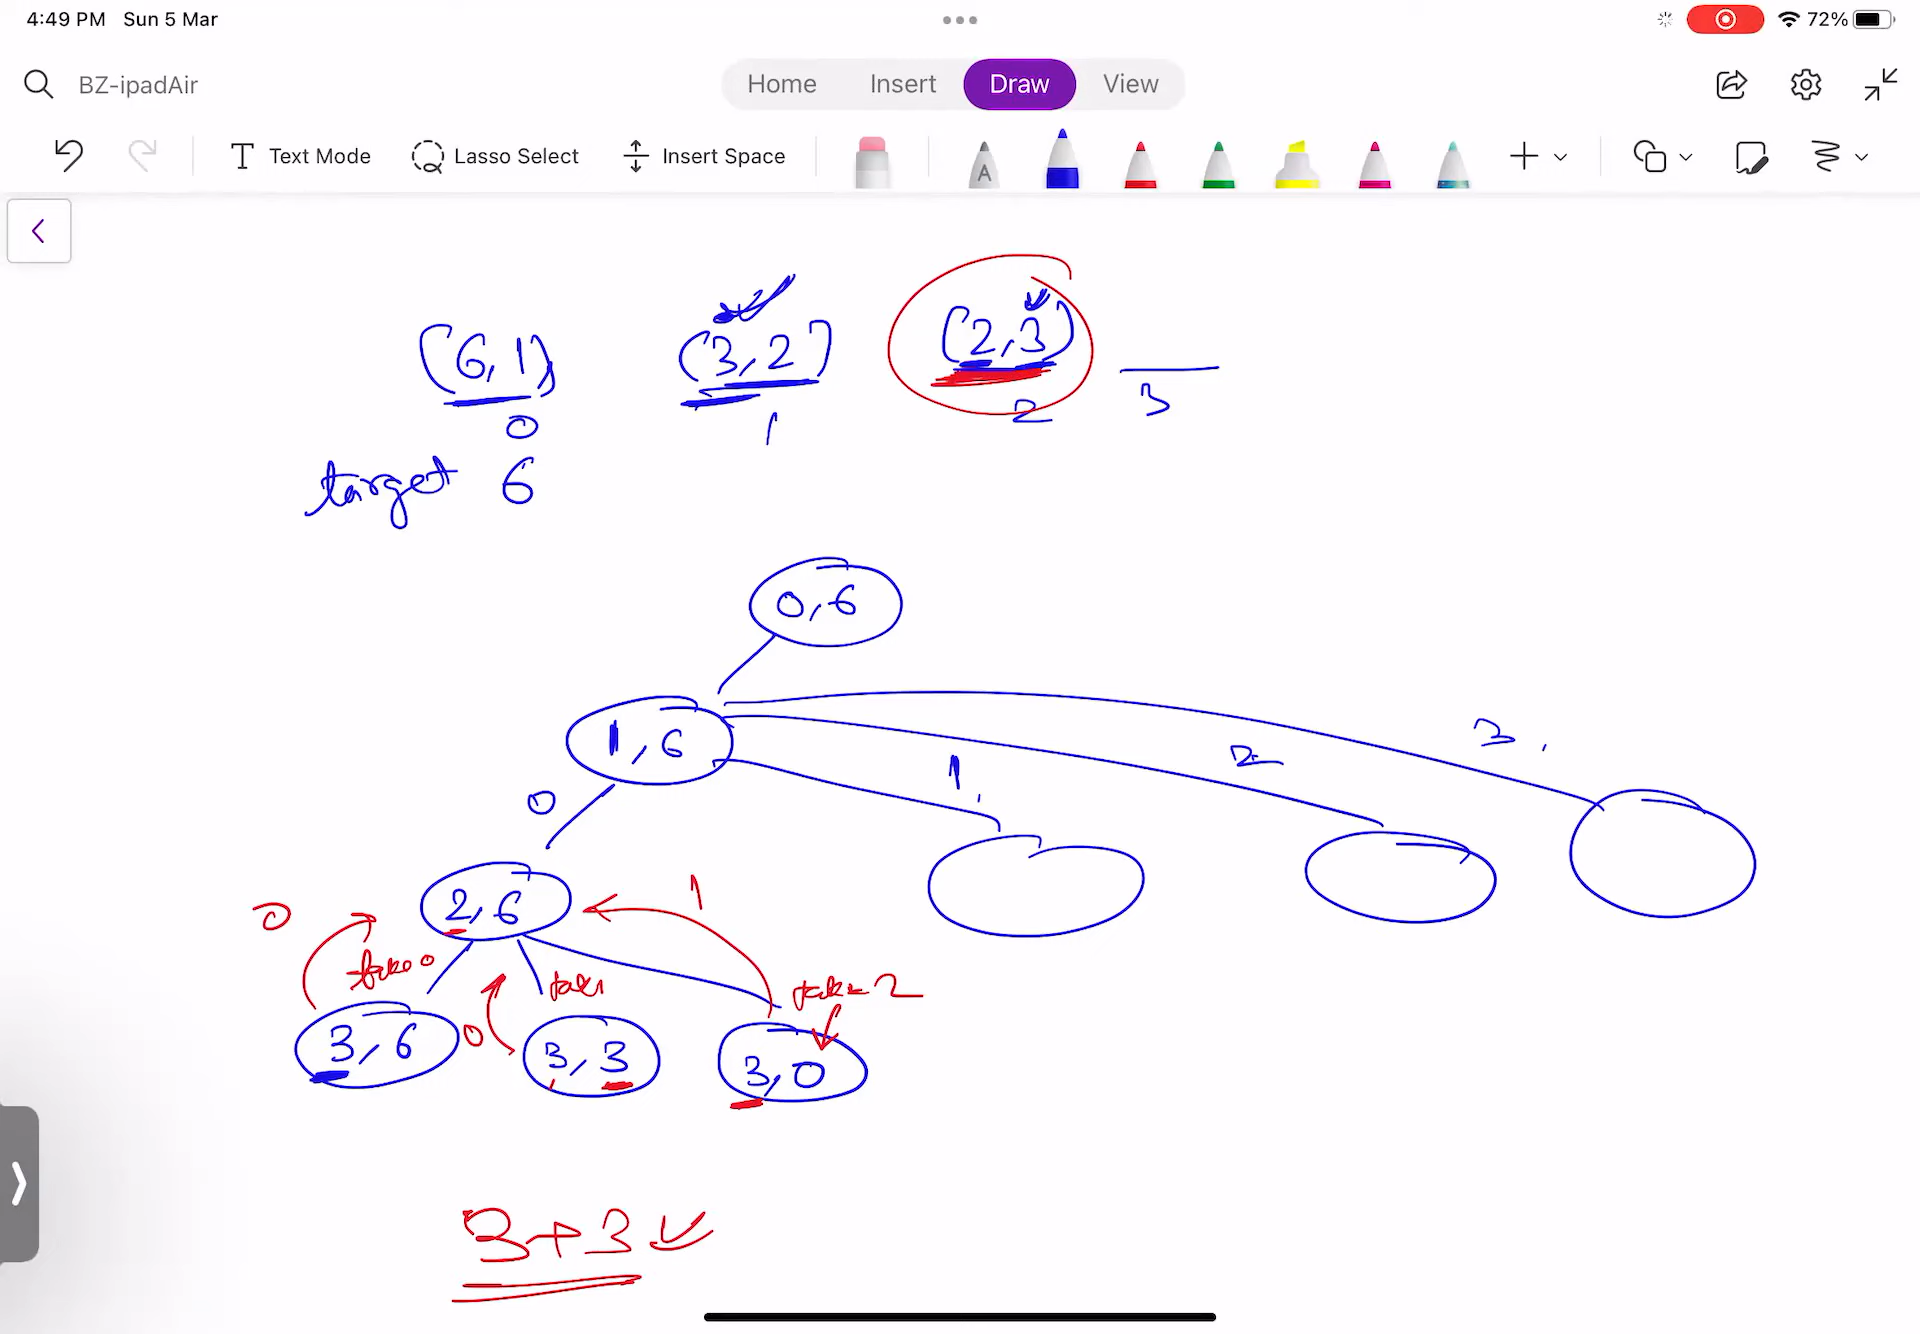 4:49 PM Sun 5 Mar
72%
BZ-ipadAir
Home Insert Draw View
Text Mode Lasso Select Insert Space
A
(6,1) (3,2) (2,3)
0 1 2 3
target 6
0,6
1,6
0 1 2 3
2,6
0 1
take 0 take 2
3,6 0 3,3 3,0
3+3